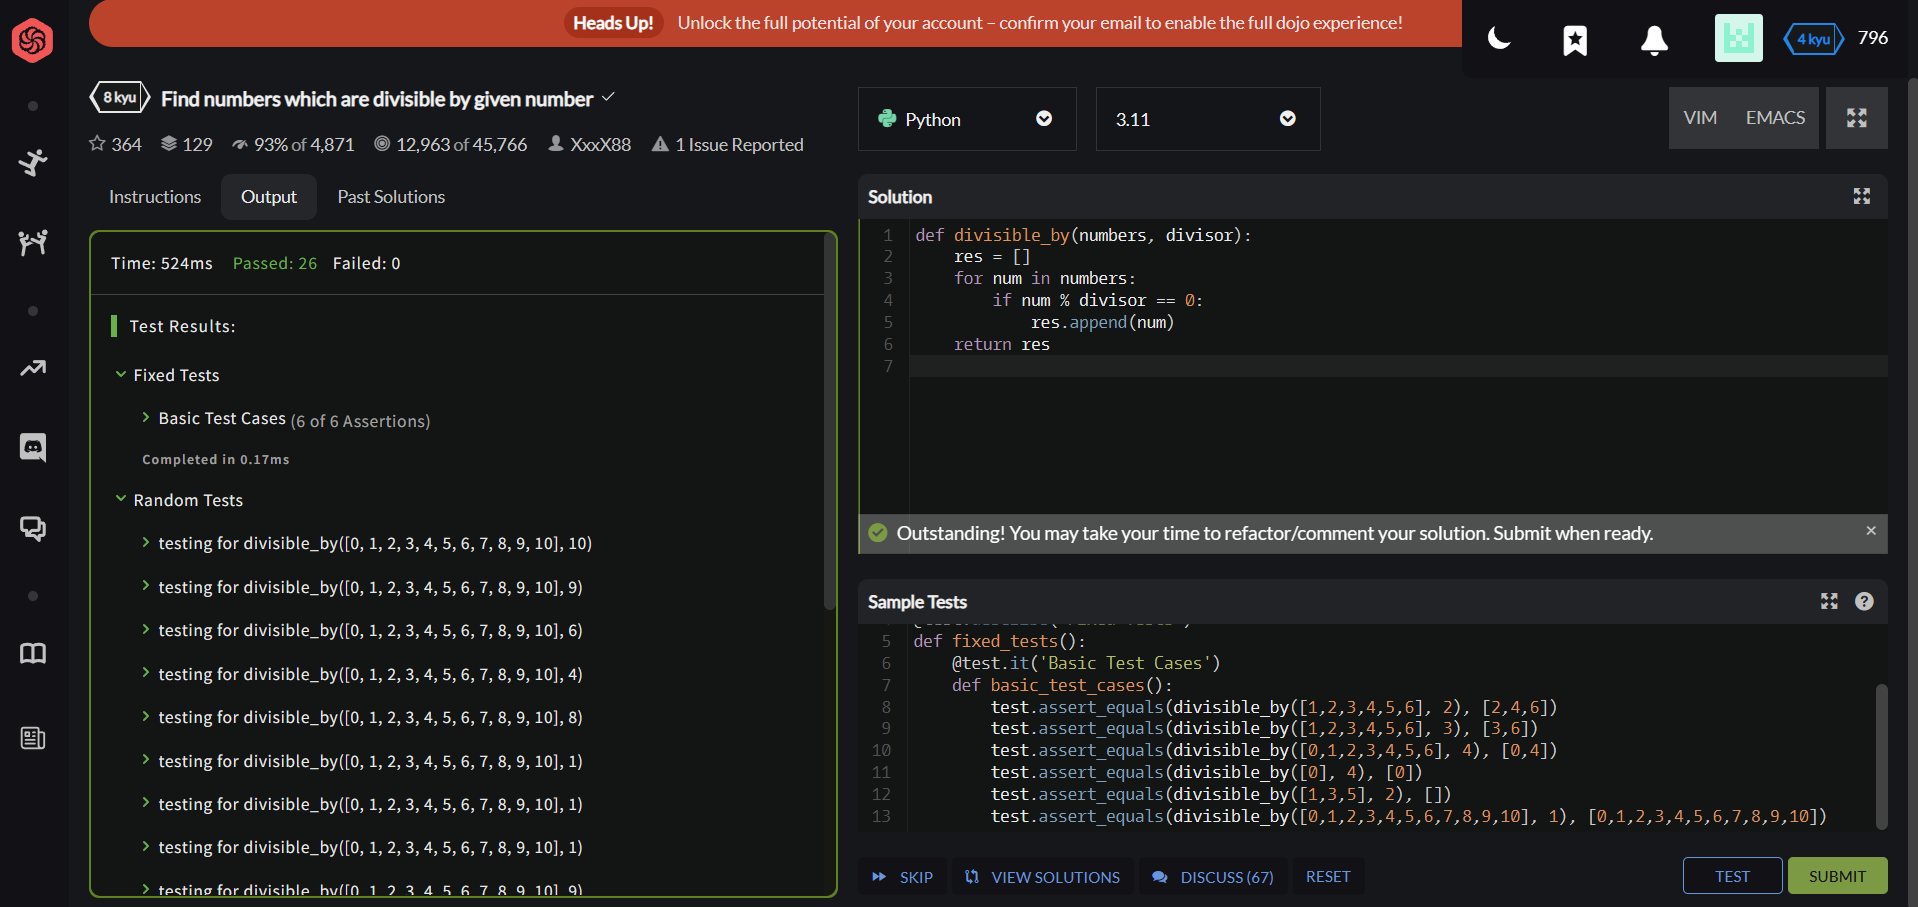 Heads Up! Unlock the full potential of your account – confirm your email to enable the full dojo experience!
4 kyu 796
8 kyu Find numbers which are divisible by given number
364 129 93% of 4,871 12,963 of 45,766 XxxX88 1 Issue Reported
Python
3.11
VIM EMACS
Instructions Output Past Solutions
Time: 524ms Passed: 26 Failed: 0
Test Results:
Fixed Tests
Basic Test Cases (6 of 6 Assertions)
Completed in 0.17ms
Random Tests
testing for divisible_by([0, 1, 2, 3, 4, 5, 6, 7, 8, 9, 10], 10)
testing for divisible_by([0, 1, 2, 3, 4, 5, 6, 7, 8, 9, 10], 9)
testing for divisible_by([0, 1, 2, 3, 4, 5, 6, 7, 8, 9, 10], 6)
testing for divisible_by([0, 1, 2, 3, 4, 5, 6, 7, 8, 9, 10], 4)
testing for divisible_by([0, 1, 2, 3, 4, 5, 6, 7, 8, 9, 10], 8)
testing for divisible_by([0, 1, 2, 3, 4, 5, 6, 7, 8, 9, 10], 1)
testing for divisible_by([0, 1, 2, 3, 4, 5, 6, 7, 8, 9, 10], 1)
testing for divisible_by([0, 1, 2, 3, 4, 5, 6, 7, 8, 9, 10], 1)
testing for divisible_by([0, 1, 2, 3, 4, 5, 6, 7, 8, 9, 10], 9)
Solution
1 def divisible_by(numbers, divisor):
2     res = []
3     for num in numbers:
4         if num % divisor == 0:
5             res.append(num)
6     return res
7
Outstanding! You may take your time to refactor/comment your solution. Submit when ready.
Sample Tests
5 def fixed_tests():
6     @test.it('Basic Test Cases')
7     def basic_test_cases():
8         test.assert_equals(divisible_by([1,2,3,4,5,6], 2), [2,4,6])
9         test.assert_equals(divisible_by([1,2,3,4,5,6], 3), [3,6])
10         test.assert_equals(divisible_by([0,1,2,3,4,5,6], 4), [0,4])
11         test.assert_equals(divisible_by([0], 4), [0])
12         test.assert_equals(divisible_by([1,3,5], 2), [])
13         test.assert_equals(divisible_by([0,1,2,3,4,5,6,7,8,9,10], 1), [0,1,2,3,4,5,6,7,8,9,10])
SKIP VIEW SOLUTIONS DISCUSS (67) RESET TEST SUBMIT